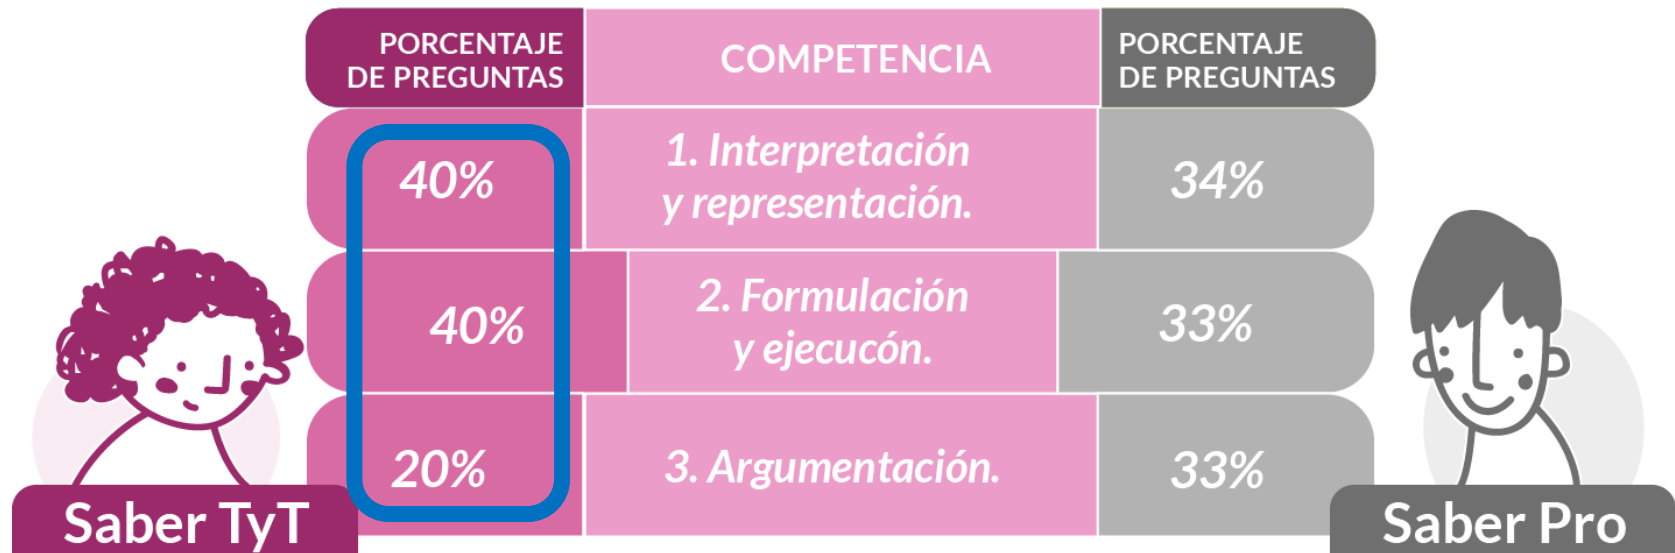 PORCENTAJE
DE PREGUNTAS
COMPETENCIA
PORCENTAJE
DE PREGUNTAS
40%
1. Interpretación
y representación.
34%
40%
2. Formulación
y ejecucón.
33%
20%
3. Argumentación.
33%
Saber TyT
Saber Pro